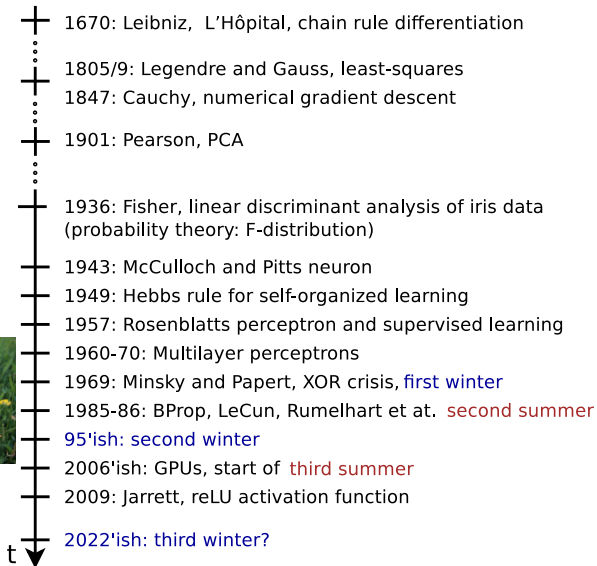 1670: Leibniz, L'Hôpital, chain rule differentiation
1805/9: Legendre and Gauss, least-squares
1847: Cauchy, numerical gradient descent
1901: Pearson, PCA
1936: Fisher, linear discriminant analysis of iris data
(probability theory: F-distribution)
1943: McCulloch and Pitts neuron
1949: Hebbs rule for self-organized learning
1957: Rosenblatts perceptron and supervised learning
1960-70: Multilayer perceptrons
1969: Minsky and Papert, XOR crisis, first winter
1985-86: BProp, LeCun, Rumelhart et at. second summer
95'ish: second winter
2006'ish: GPUs, start of third summer
2009: Jarrett, reLU activation function
2022'ish: third winter?
t